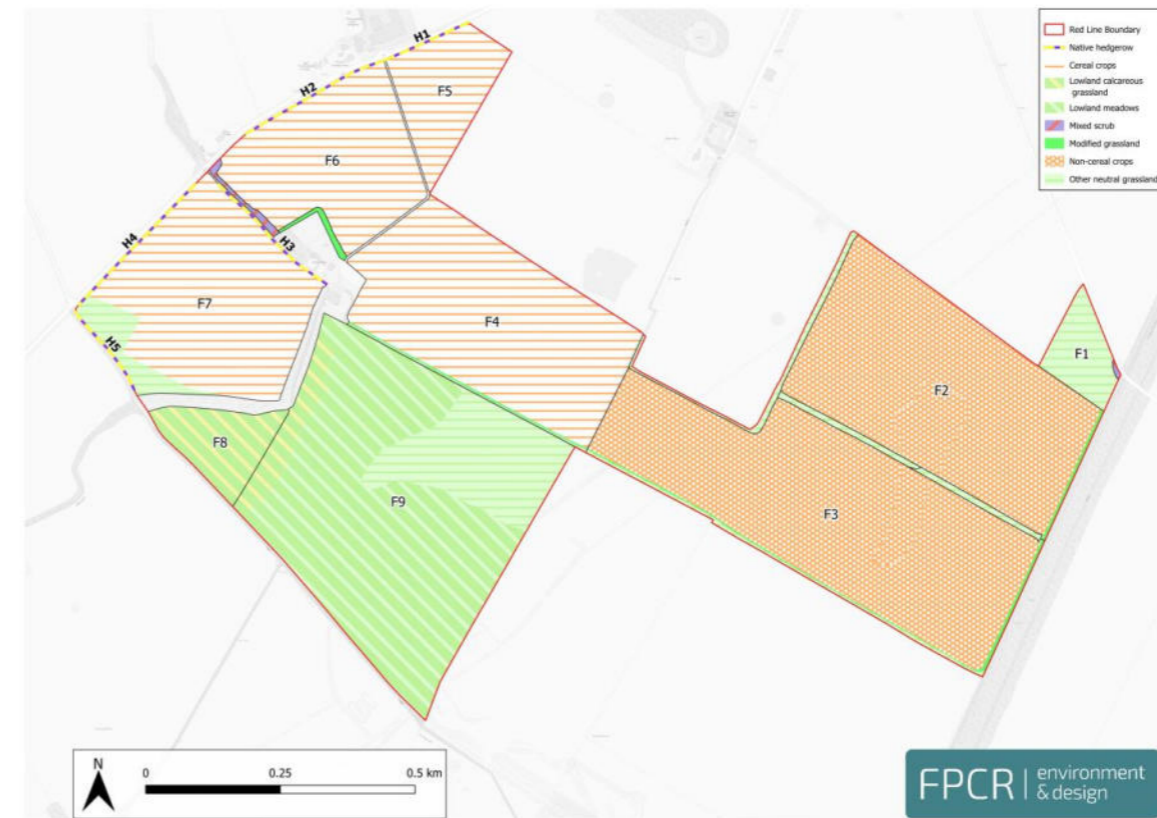 H1
H2
F5
F6
H4
H3
F7
H5
F4
F8
F9
F2
F1
F3
Red Line Boundary
Native hedgerow
Cereal crops
Lowland calcareous
grassland
Lowland meadows
Mixed scrub
Modified grassland
Non-cereal crops
Other neutral grassland
N
0 0.25 0.5 km
FPCR environment
& design